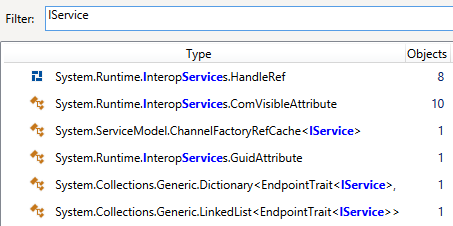 Filter: IService
Type Objects
System.Runtime.InteropServices.HandleRef 8
System.Runtime.InteropServices.ComVisibleAttribute 10
System.ServiceModel.ChannelFactoryRefCache<IService> 1
System.Runtime.InteropServices.GuidAttribute 1
System.Collections.Generic.Dictionary<EndpointTrait<IService>, 1
System.Collections.Generic.LinkedList<EndpointTrait<IService>> 1